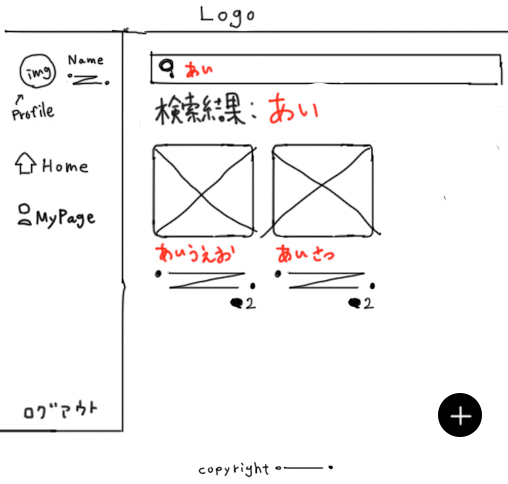 Logo
img
Name
Profile
Home
MyPage
ログアウト
あい
検索結果: あい
あいうえお
2
あいさつ
2
copyright